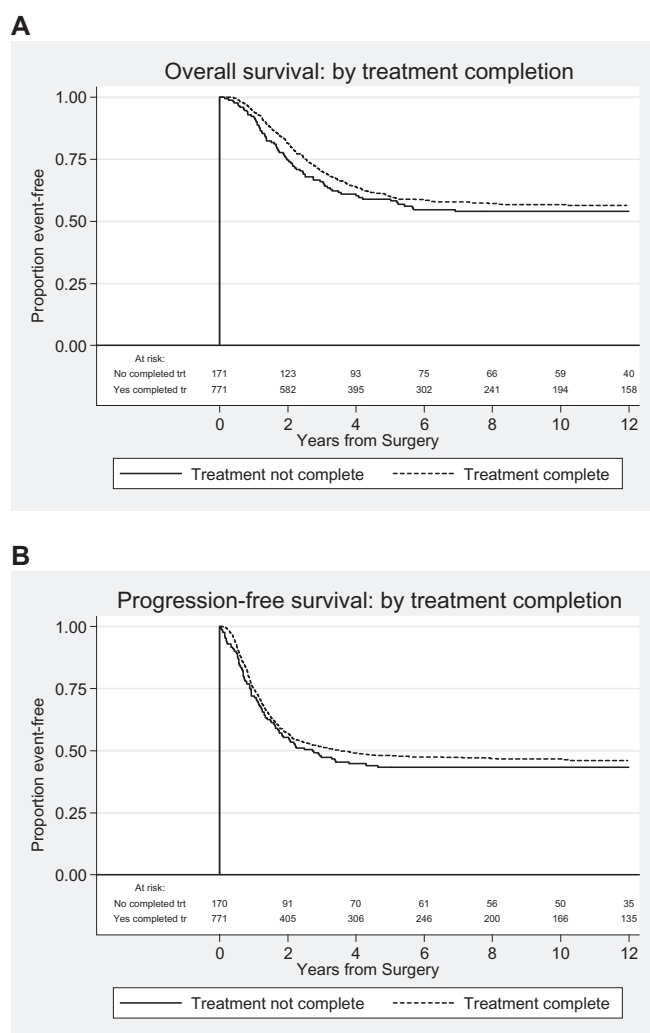 A
Overall survival: by treatment completion
1.00
0.75
0.50
0.25
0.00
Proportion event-free
At risk:
No completed trt 171 123 93 75 66 59 40
Yes completed tr 771 582 395 302 241 194 158
0 2 4 6 8 10 12
Years from Surgery
Treatment not complete Treatment complete
B
Progression-free survival: by treatment completion
1.00
0.75
0.50
0.25
0.00
Proportion event-free
At risk:
No completed trt 170 91 70 61 56 50 35
Yes completed tr 771 405 306 246 200 166 135
0 2 4 6 8 10 12
Years from Surgery
Treatment not complete Treatment complete